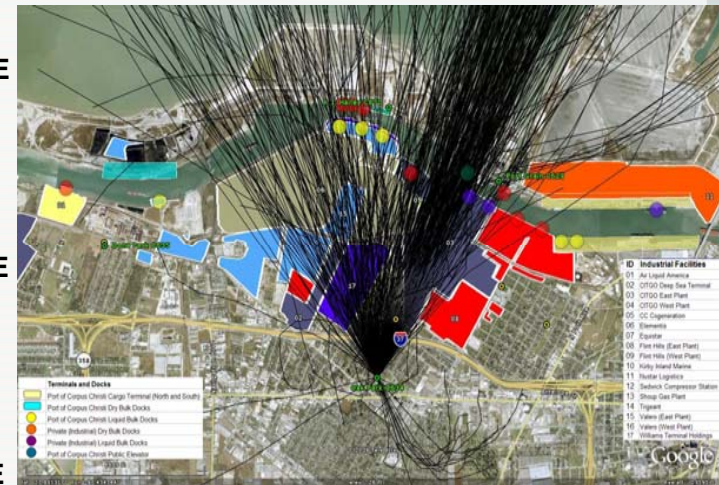 E
E
E
37
358
17
02
ID Industrial Facilities
01 Air Liquid America
02 CITGO Deep Sea Terminal
03 CITGO East Plant
04 CITGO West Plant
05 CC Cogeneration
06 Elementis
07 Equistar
08 Flint Hills (East Plant)
09 Flint Hills (West Plant)
10 Kirby Inland Marine
11 Nustar Logistics
12 Sedwick Compressor Station
13 Shoup Gas Plant
14 Trigeant
15 Valero (East Plant)
16 Valero (West Plant)
17 Williams Terminal Holdings
Terminals and Docks
Port of Corpus Christi Cargo Terminal (North and South)
Port of Corpus Christi Dry Bulk Docks
Port of Corpus Christi Liquid Bulk Docks
Private (Industrial) Dry Bulk Docks
Private (Industrial) Liquid Bulk Docks
Port of Corpus Christi Public Elevator
Google